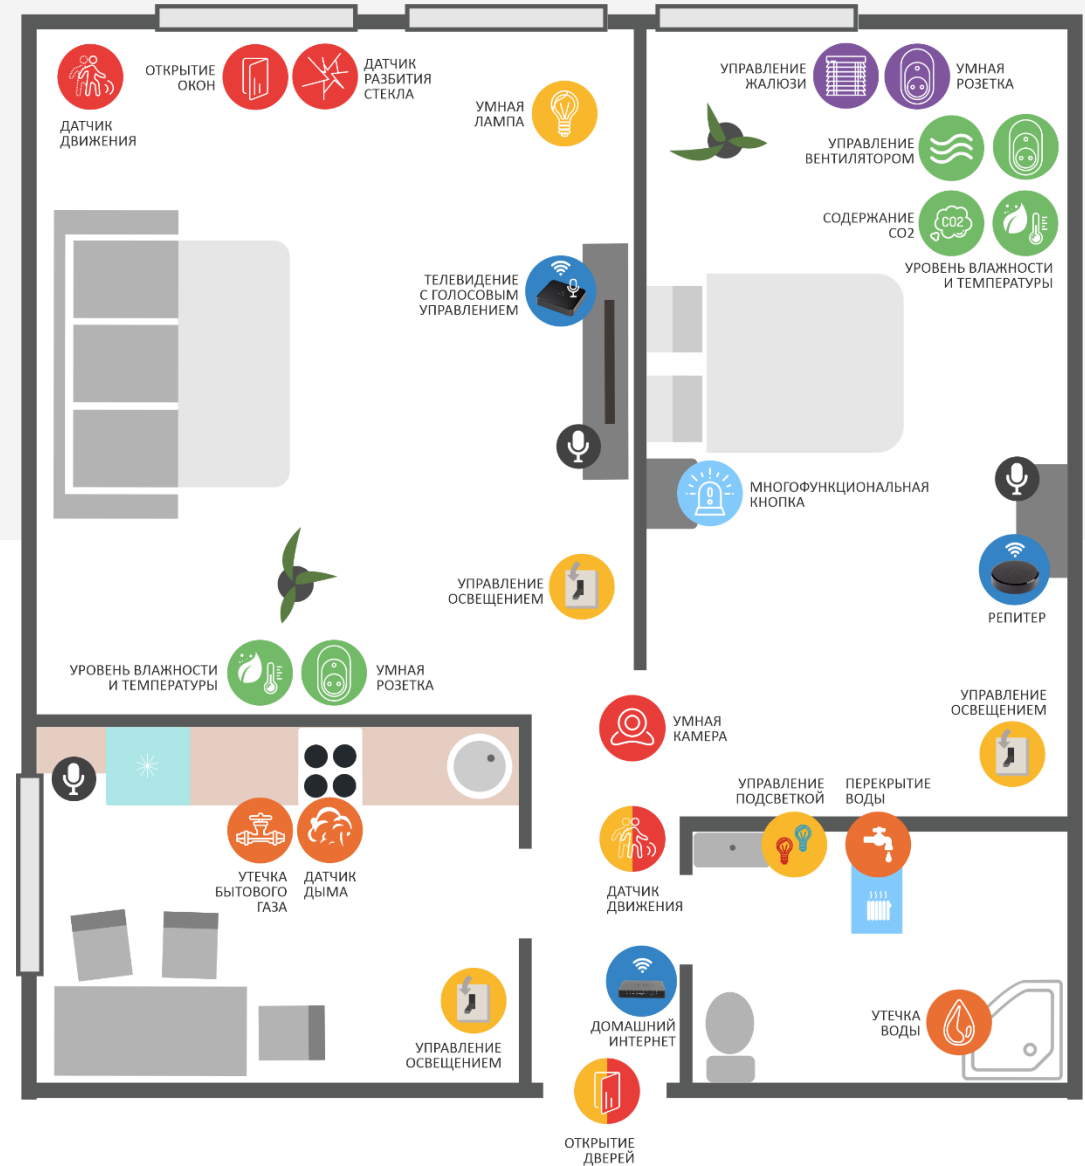 ДАТЧИК
ДВИЖЕНИЯ
ОТКРЫТИЕ
ОКОН
ДАТЧИК
РАЗБИТИЯ
СТЕКЛА
УМНАЯ
ЛАМПА
УПРАВЛЕНИЕ
ЖАЛЮЗИ
УМНАЯ
РОЗЕТКА
УПРАВЛЕНИЕ
ВЕНТИЛЯТОРОМ
СОДЕРЖАНИЕ
CO2
CO2
УРОВЕНЬ ВЛАЖНОСТИ
И ТЕМПЕРАТУРЫ
ТЕЛЕВИДЕНИЕ
С ГОЛОСОВЫМ
УПРАВЛЕНИЕМ
МНОГОФУНКЦИОНАЛЬНАЯ
КНОПКА
УПРАВЛЕНИЕ
ОСВЕЩЕНИЕМ
РЕПИТЕР
УРОВЕНЬ ВЛАЖНОСТИ
И ТЕМПЕРАТУРЫ
УМНАЯ
РОЗЕТКА
УМНАЯ
КАМЕРА
УПРАВЛЕНИЕ
ОСВЕЩЕНИЕМ
УПРАВЛЕНИЕ
ПОДСВЕТКОЙ
ПЕРЕКРЫТИЕ
ВОДЫ
УТЕЧКА
БЫТОВОГО
ГАЗА
ДАТЧИК
ДЫМА
ДАТЧИК
ДВИЖЕНИЯ
УПРАВЛЕНИЕ
ОСВЕЩЕНИЕМ
ДОМАШНИЙ
ИНТЕРНЕТ
УТЕЧКА
ВОДЫ
ОТКРЫТИЕ
ДВЕРЕЙ